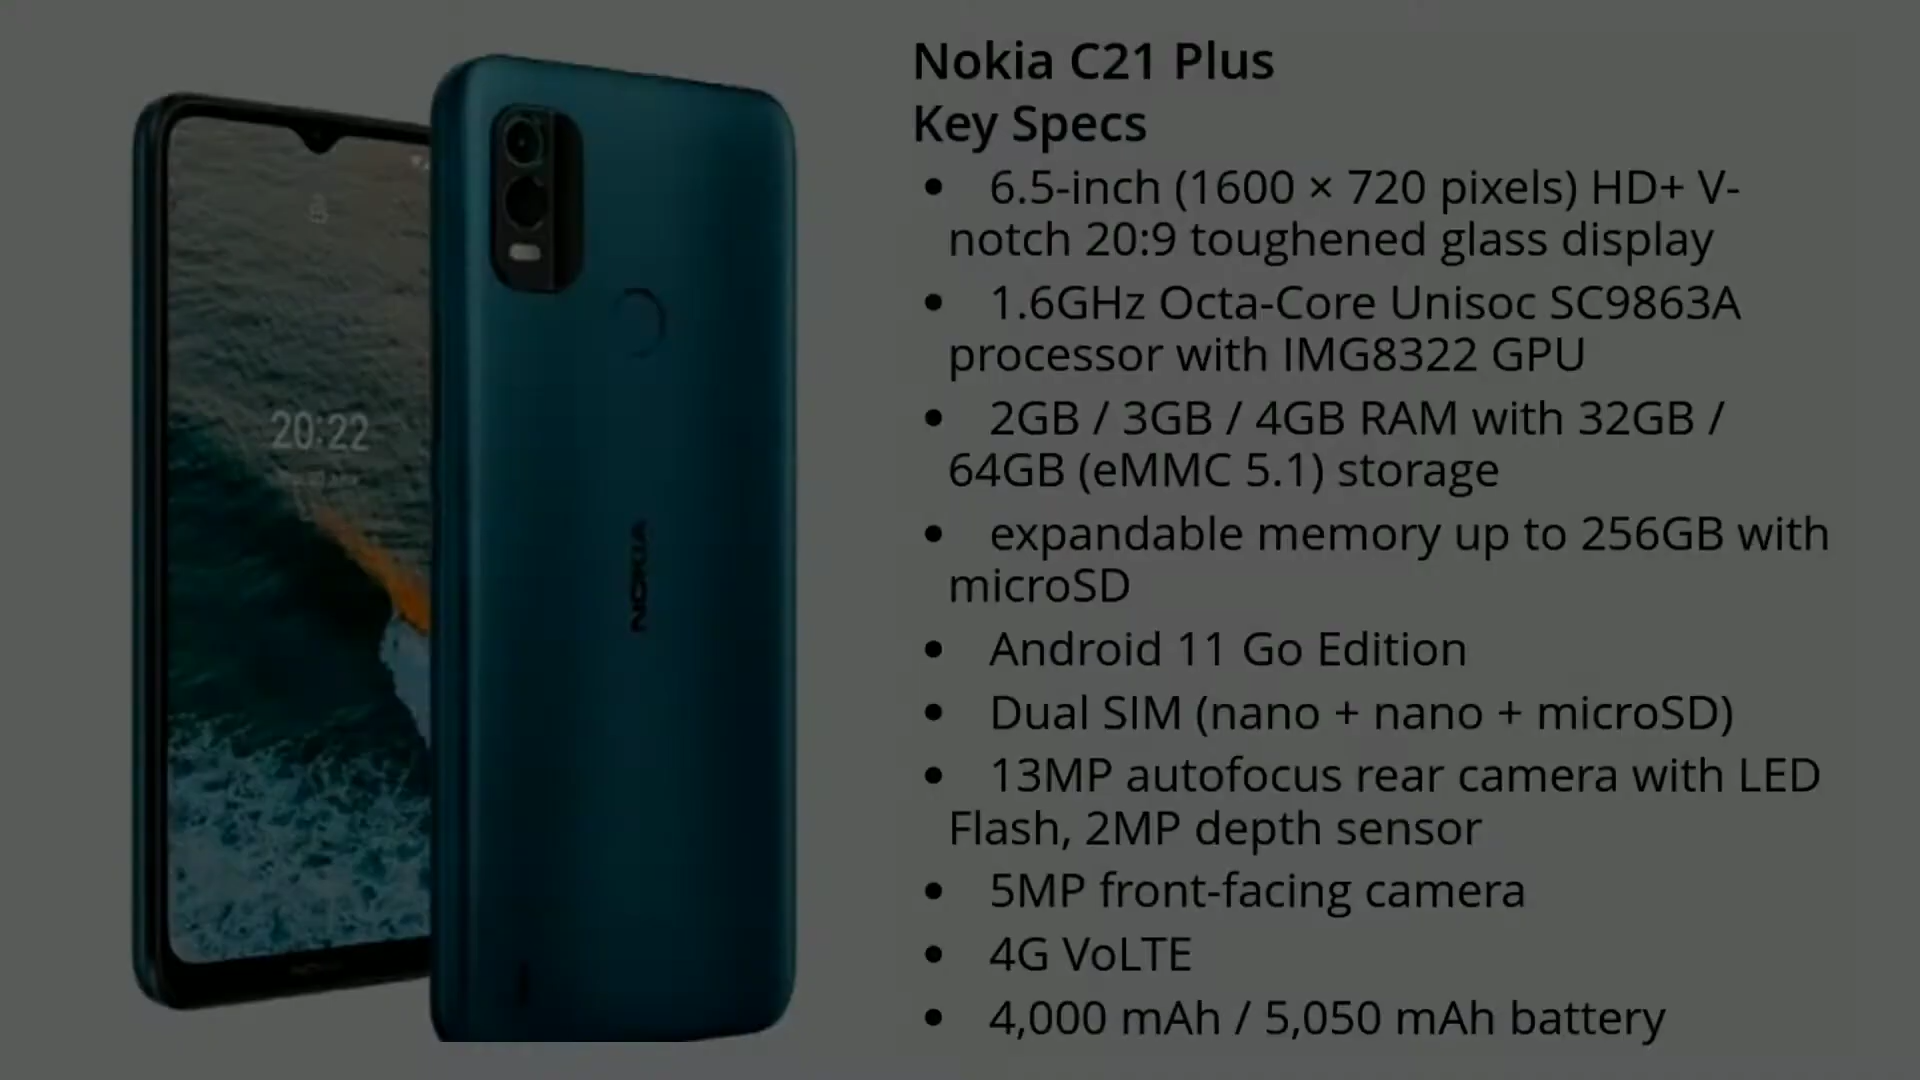 Nokia C21 Plus
Key Specs
• 6.5-inch (1600 × 720 pixels) HD+ V-
notch 20:9 toughened glass display
• 1.6GHz Octa-Core Unisoc SC9863A
processor with IMG8322 GPU
• 2GB / 3GB / 4GB RAM with 32GB /
64GB (eMMC 5.1) storage
• expandable memory up to 256GB with
microSD
• Android 11 Go Edition
• Dual SIM (nano + nano + microSD)
• 13MP autofocus rear camera with LED
Flash, 2MP depth sensor
• 5MP front-facing camera
• 4G VoLTE
• 4,000 mAh / 5,050 mAh battery
20:22
NOKIA